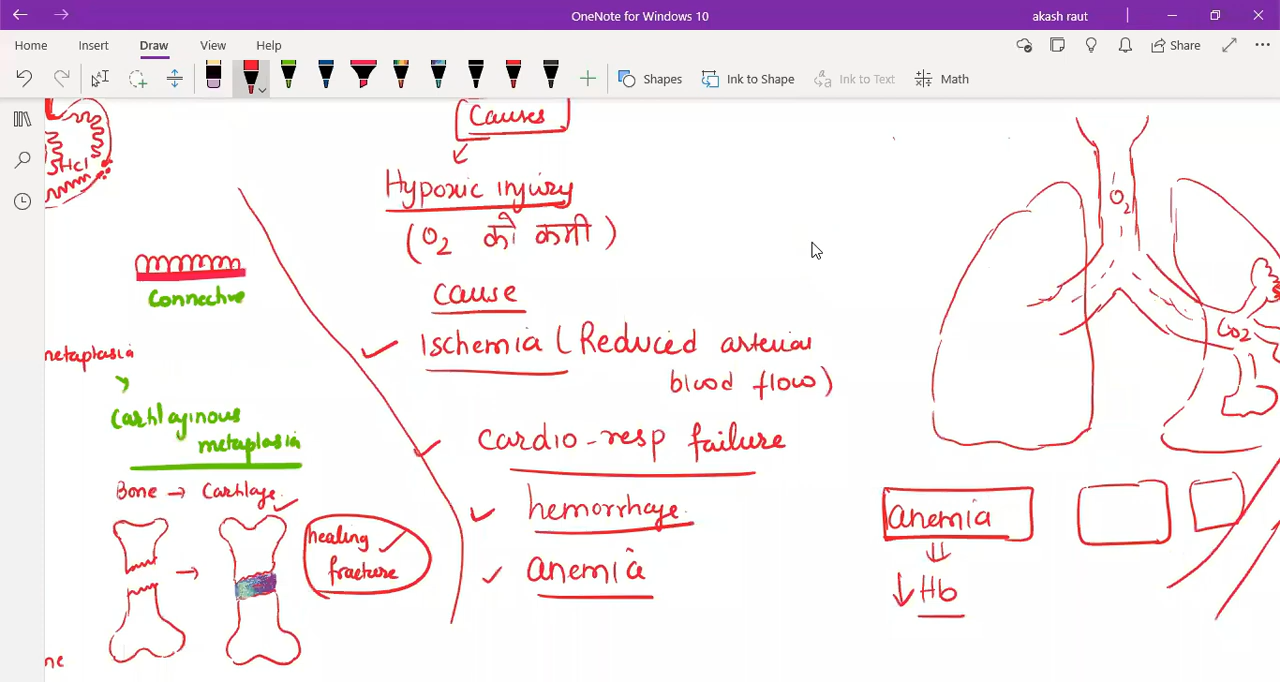 OneNote for Windows 10
akash raut
Home Insert Draw View Help
Share
Shapes
Ink to Shape
Ink to Text
Math
Causes
Hypoxic injury
(O2 की कमी)
cause
Ischemia (Reduced arterial
blood flow)
cardio-resp failure
hemorrhage.
anemia
HCl
Connective
metaplasia
Cartilaginous
metaplasia
Bone → Cartilage
healing
fracture
ne
O2
CO2
anemia
↓ Hb